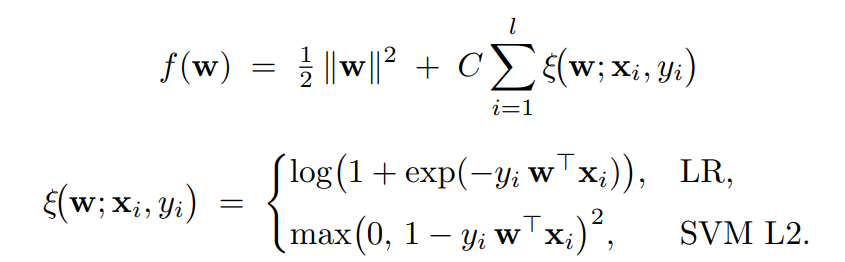 f(w) = ½ ‖w‖² + C ∑_{i=1}^{l} ξ(w; x_i, y_i)
ξ(w; x_i, y_i) = { log(1 + exp(−y_i w^⊤ x_i)), LR,
max(0, 1 − y_i w^⊤ x_i)², SVM L2.